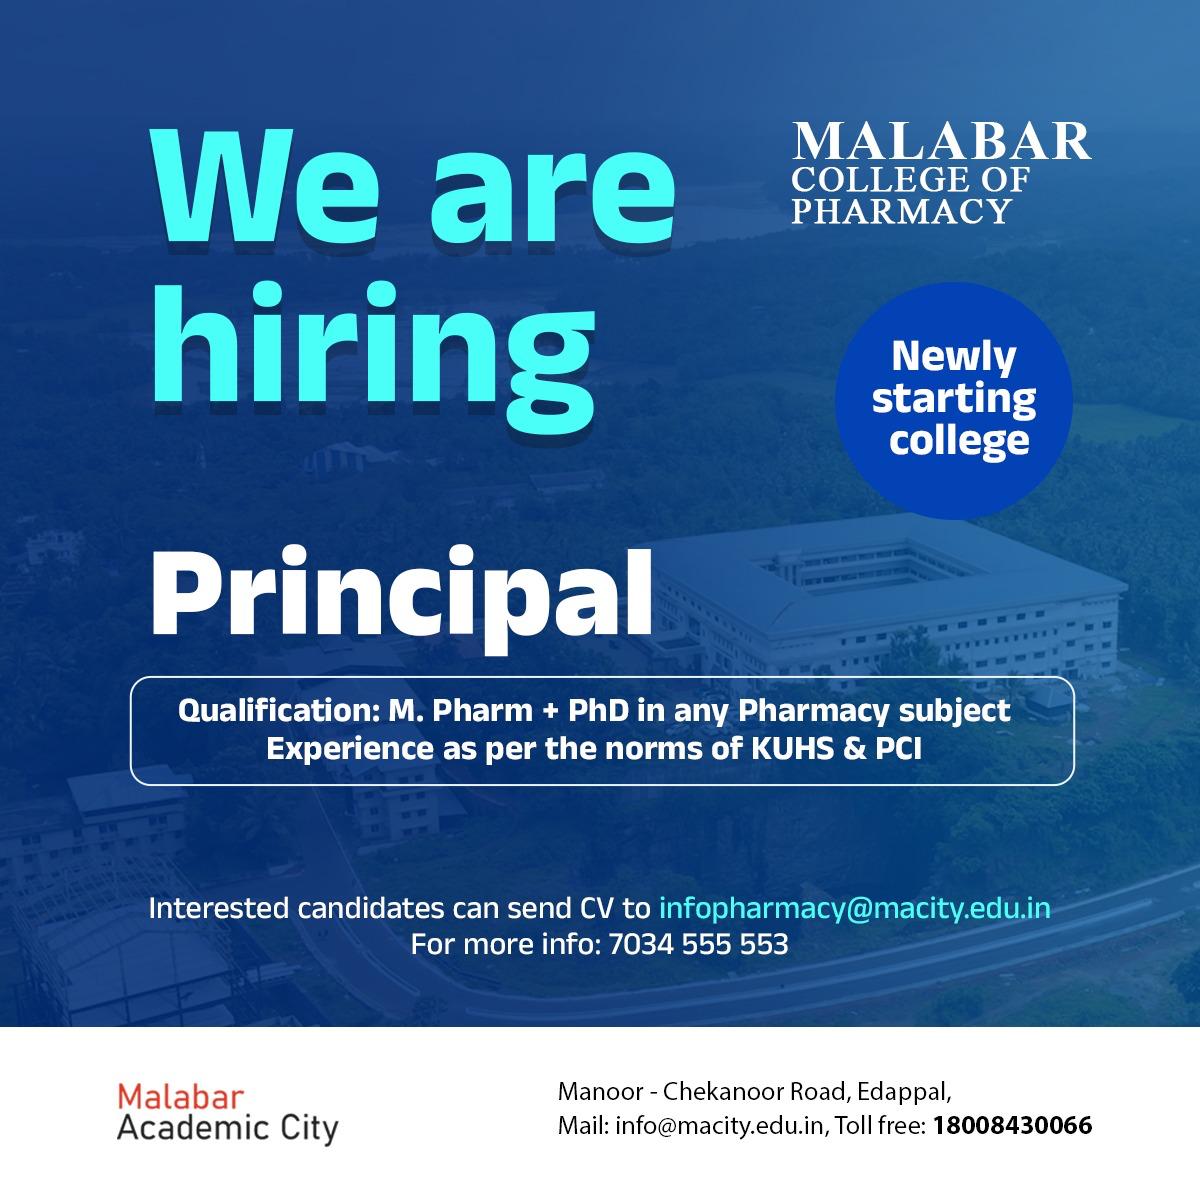 We are
hiring
MALABAR
COLLEGE OF
PHARMACY
Newly
starting
college
Principal
Qualification: M. Pharm + PhD in any Pharmacy subject
Experience as per the norms of KUHS & PCI
Interested candidates can send CV to infopharmacy@macity.edu.in
For more info: 7034 555 553
Malabar
Academic City
Manoor - Chekanoor Road, Edappal,
Mail: info@macity.edu.in, Toll free: 18008430066